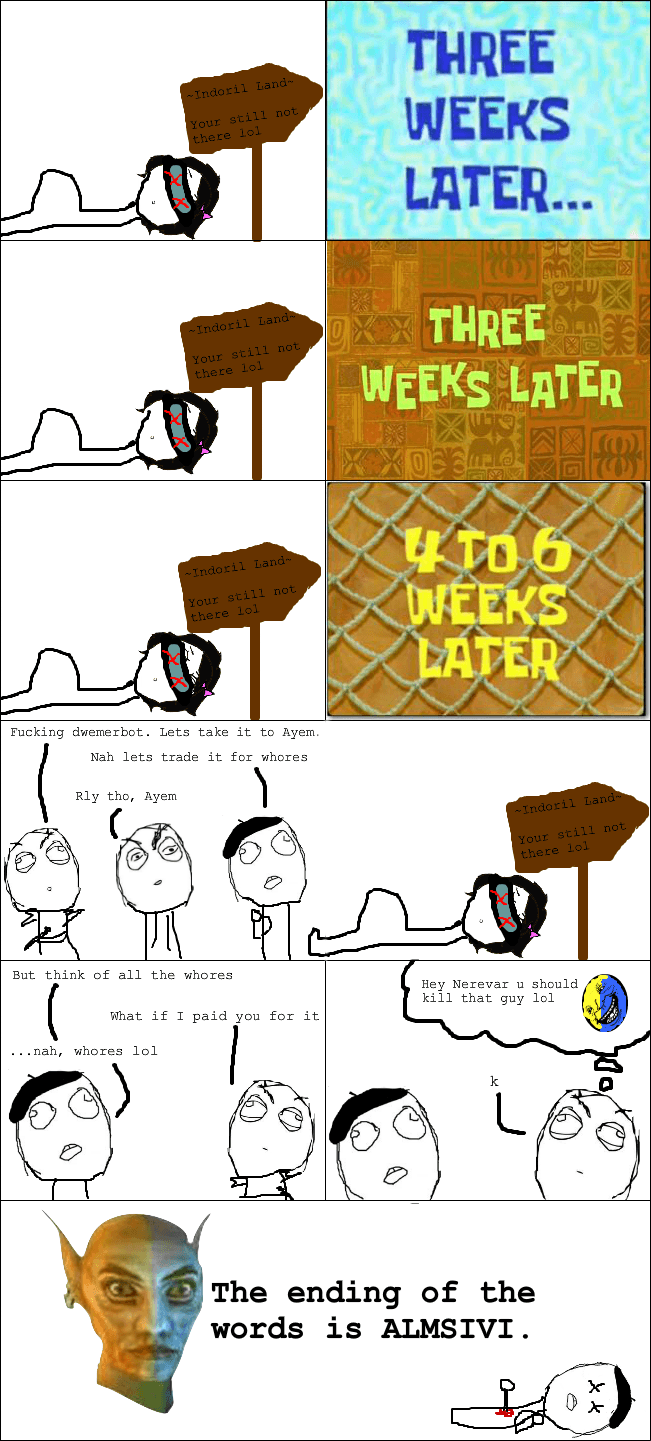 ~Indoril Land~
Your still not
there lol
THREE
WEEKS
LATER...
~Indoril Land~
Your still not
there lol
THREE
WEEKS LATER
~Indoril Land~
Your still not
there lol
4 TO 6
WEEKS
LATER
Fucking dwemerbot. Lets take it to Ayem.
Nah lets trade it for whores
Rly tho, Ayem
~Indoril Land~
Your still not
there lol
But think of all the whores
What if I paid you for it
...nah, whores lol
Hey Nerevar u should
kill that guy lol
k
The ending of the
words is ALMSIVI.